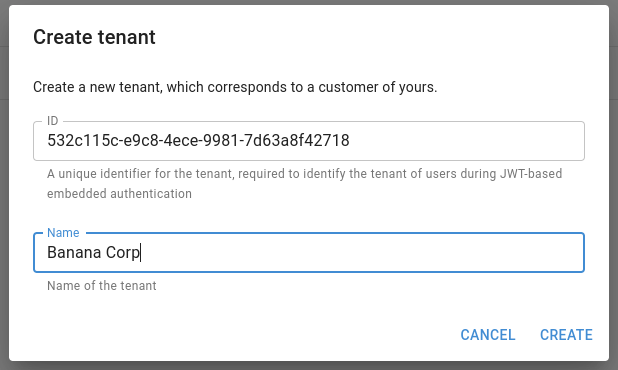 Create tenant
Create a new tenant, which corresponds to a customer of yours.
ID
532c115c-e9c8-4ece-9981-7d63a8f42718
A unique identifier for the tenant, required to identify the tenant of users during JWT-based
embedded authentication
Name
Banana Corp
Name of the tenant
CANCEL CREATE